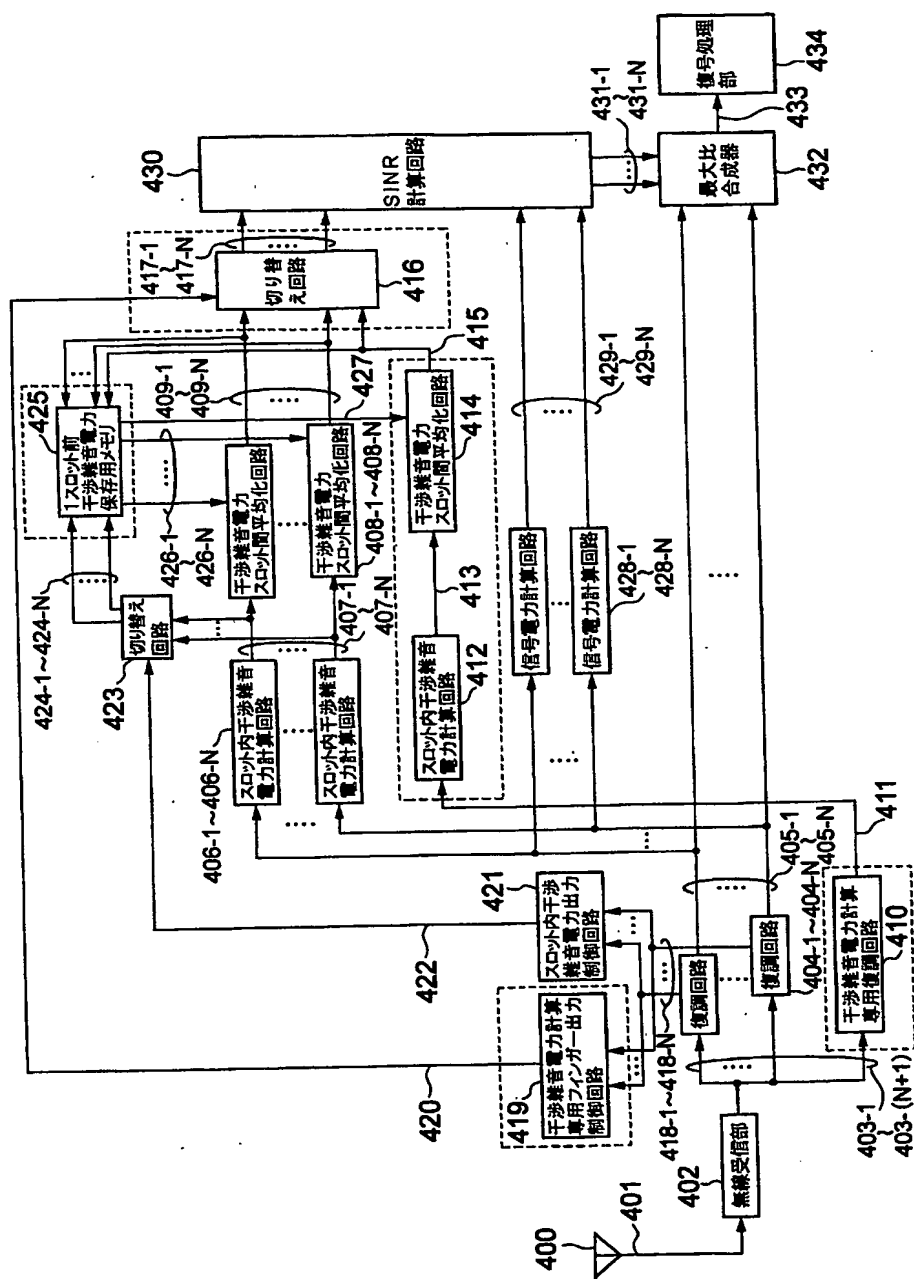 400
401
402
無線受信部
403-1
～403-(N+1)
復調回路
復調回路
404-1～404-N
405-1
～405-N
干渉雑音電力計算
専用復調回路
410
411
418-1～418-N
419
干渉雑音電力計算
専用フィンガー出力
制御回路
420
421
スロット内干渉
雑音電力出力
制御回路
422
406-1～406-N
スロット内干渉雑音
電力計算回路
スロット内干渉雑音
電力計算回路
407-1
～407-N
スロット内干渉雑音
電力計算回路
412
413
423
切り替え
回路
424-1～424-N
425
1スロット前
干渉雑音電力
保存用メモリ
426-1
～426-N
干渉雑音電力
スロット間平均化回路
干渉雑音電力
スロット間平均化回路
427
408-1～408-N
409-1
～409-N
干渉雑音電力
スロット間平均化回路
414
415
切り替
え回路
416
417-1
～417-N
信号電力計算回路
信号電力計算回路
428-1
～428-N
429-1
～429-N
430
SINR
計算回路
431-1
～431-N
最大比
合成器
432
433
復号処理
部
434